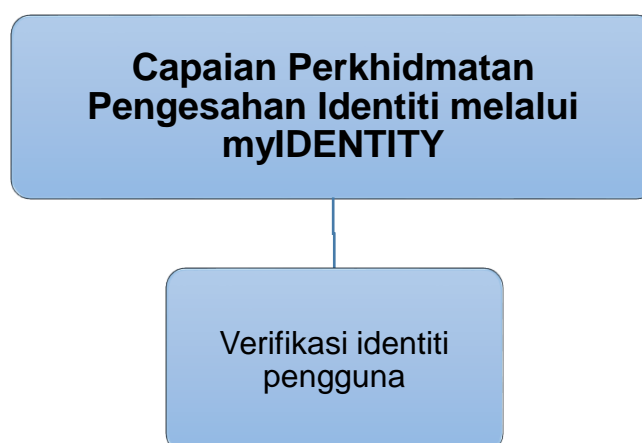 Capaian Perkhidmatan
Pengesahan Identiti melalui
myIDENTITY
Verifikasi identiti
pengguna